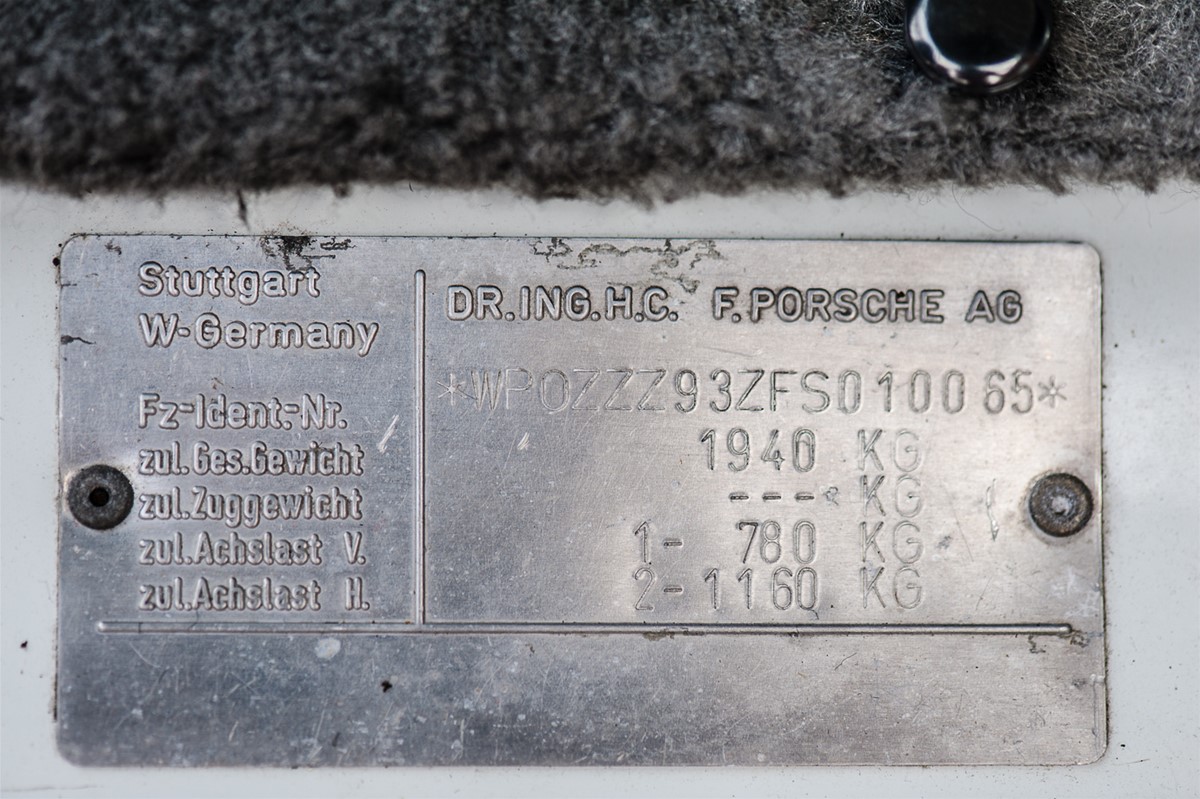 Stuttgart
W-Germany
DR.ING.H.C. F.PORSCHE AG
Fz-Ident.-Nr. *WP0ZZZ93ZFS010065*
zul.Ges.Gewicht 1940 KG
zul.Zuggewicht ---- KG
zul.Achslast V. 1- 780 KG
zul.Achslast H. 2-1160 KG